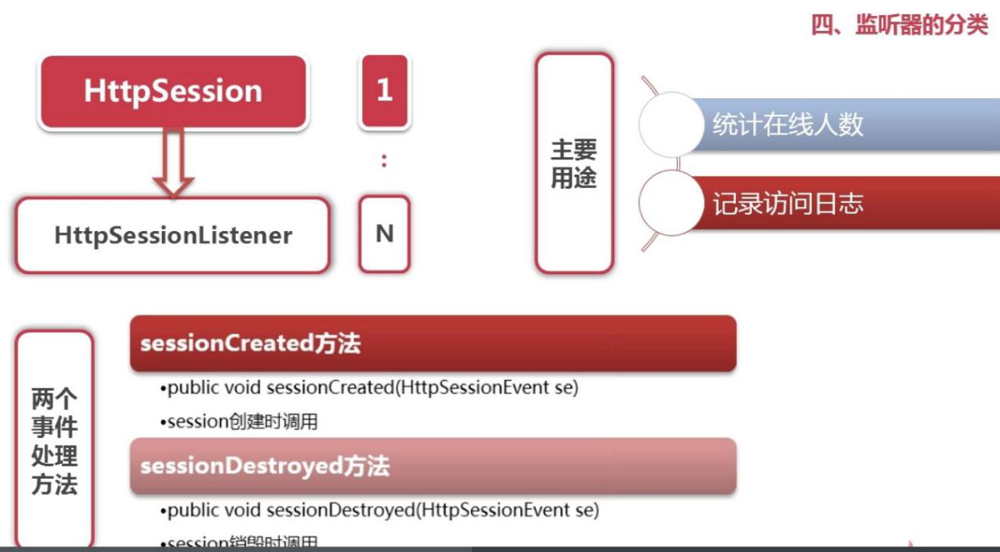 四、监听器的分类
HttpSession
1
:
HttpSessionListener
N
主要
用途
统计在线人数
记录访问日志
两个
事件
处理
方法
sessionCreated方法
•public void sessionCreated(HttpSessionEvent se)
•session创建时调用
sessionDestroyed方法
•public void sessionDestroyed(HttpSessionEvent se)
•session销毁时调用